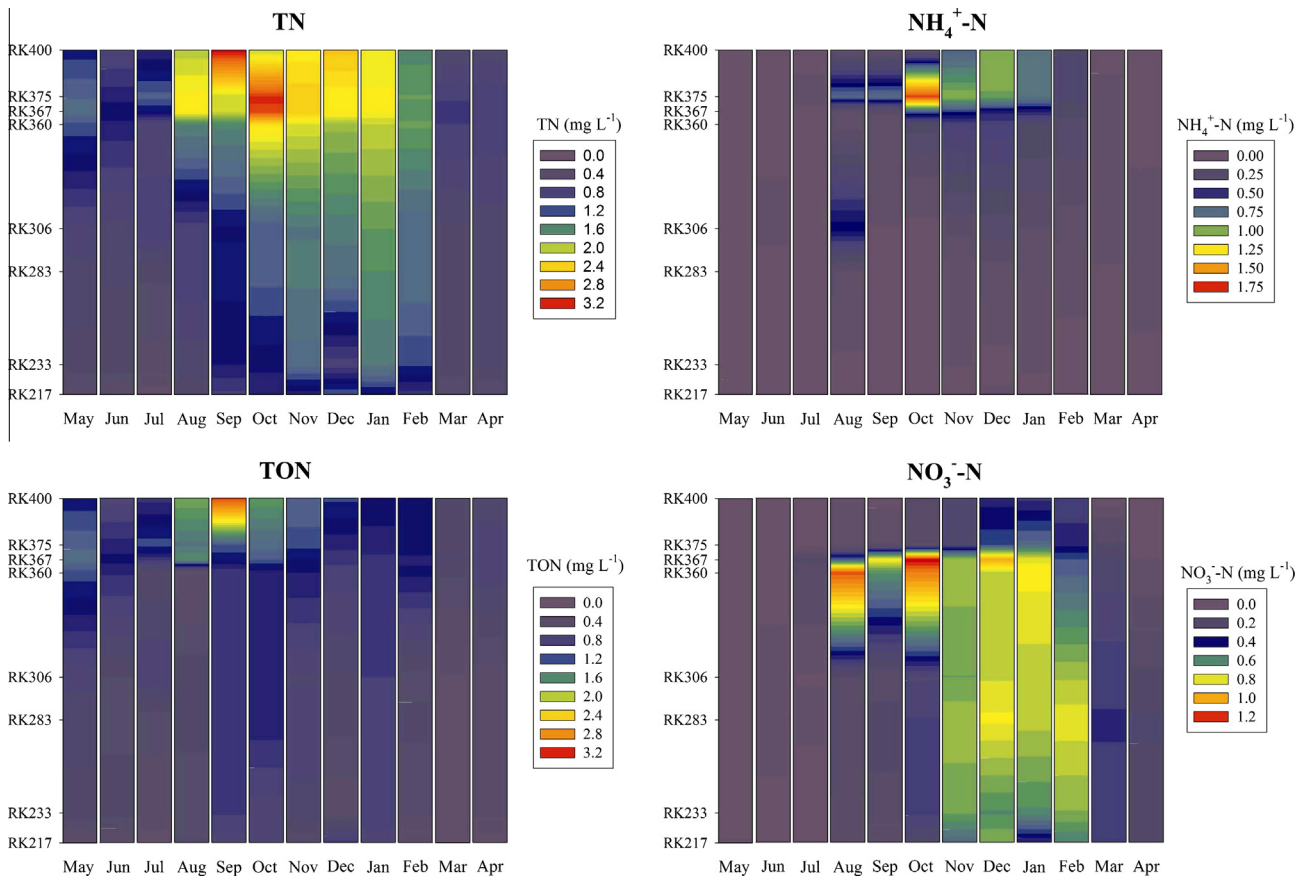 TN
RK400
RK375
RK367
RK360
RK306
RK283
RK233
RK217
May Jun Jul Aug Sep Oct Nov Dec Jan Feb Mar Apr
TN (mg L⁻¹)
0.0
0.4
0.8
1.2
1.6
2.0
2.4
2.8
3.2
NH₄⁺-N
RK400
RK375
RK367
RK360
RK306
RK283
RK233
RK217
May Jun Jul Aug Sep Oct Nov Dec Jan Feb Mar Apr
NH₄⁺-N (mg L⁻¹)
0.00
0.25
0.50
0.75
1.00
1.25
1.50
1.75
TON
RK400
RK375
RK367
RK360
RK306
RK283
RK233
RK217
May Jun Jul Aug Sep Oct Nov Dec Jan Feb Mar Apr
TON (mg L⁻¹)
0.0
0.4
0.8
1.2
1.6
2.0
2.4
2.8
3.2
NO₃⁻-N
RK400
RK375
RK367
RK360
RK306
RK283
RK233
RK217
May Jun Jul Aug Sep Oct Nov Dec Jan Feb Mar Apr
NO₃⁻-N (mg L⁻¹)
0.0
0.2
0.4
0.6
0.8
1.0
1.2